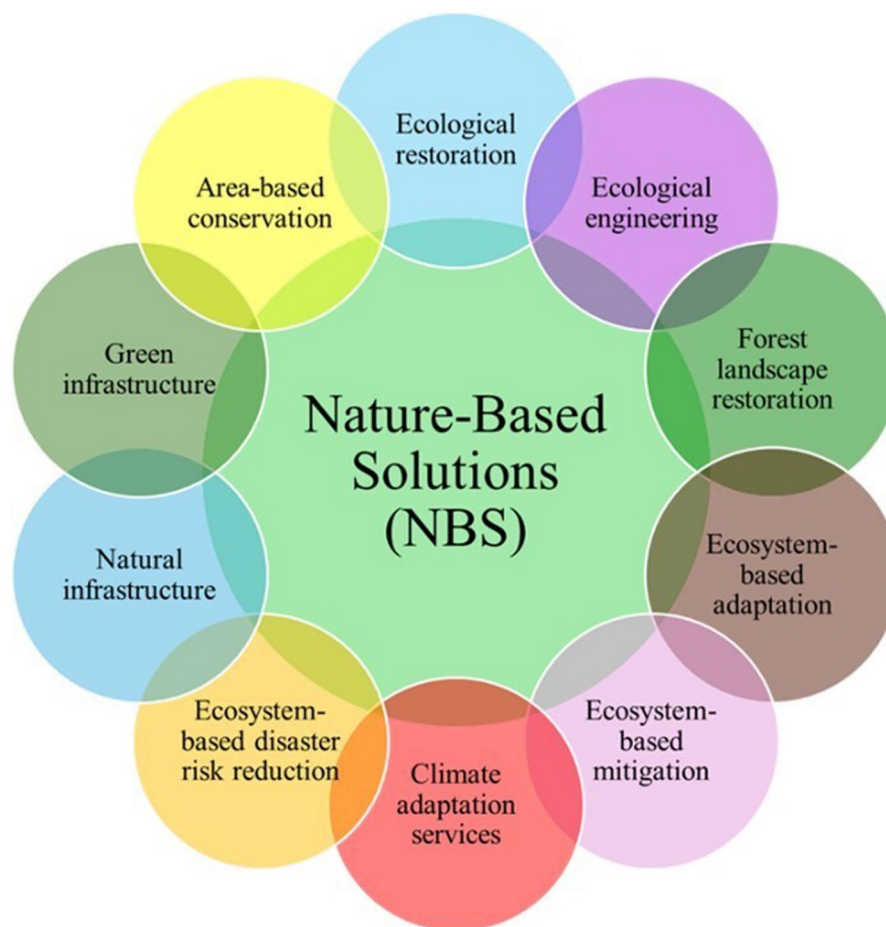 Ecological
restoration
Ecological
engineering
Forest
landscape
restoration
Ecosystem-
based
adaptation
Ecosystem-
based
mitigation
Climate
adaptation
services
Ecosystem-
based disaster
risk reduction
Natural
infrastructure
Green
infrastructure
Area-based
conservation
Nature-Based
Solutions
(NBS)